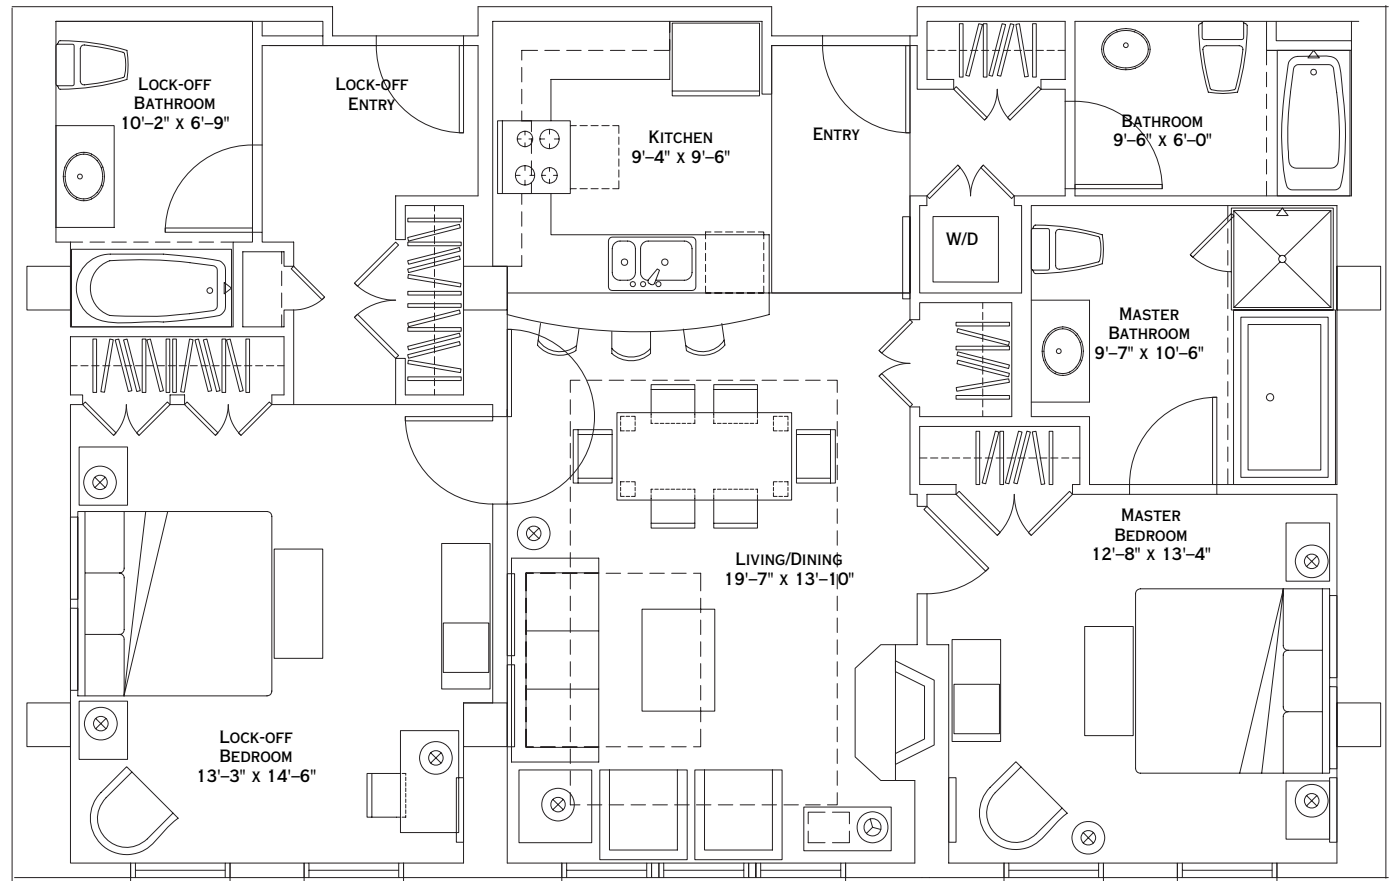 LOCK-OFF
BATHROOM
10'–2" X 6'–9"
LOCK-OFF
ENTRY
KITCHEN
9'–4" X 9'–6"
ENTRY
BATHROOM
9'–6" X 6'–0"
W/D
MASTER
BATHROOM
9'–7" X 10'–6"
MASTER
BEDROOM
12'–8" X 13'–4"
LIVING/DINING
19'–7" X 13'–10"
LOCK-OFF
BEDROOM
13'–3" X 14'–6"